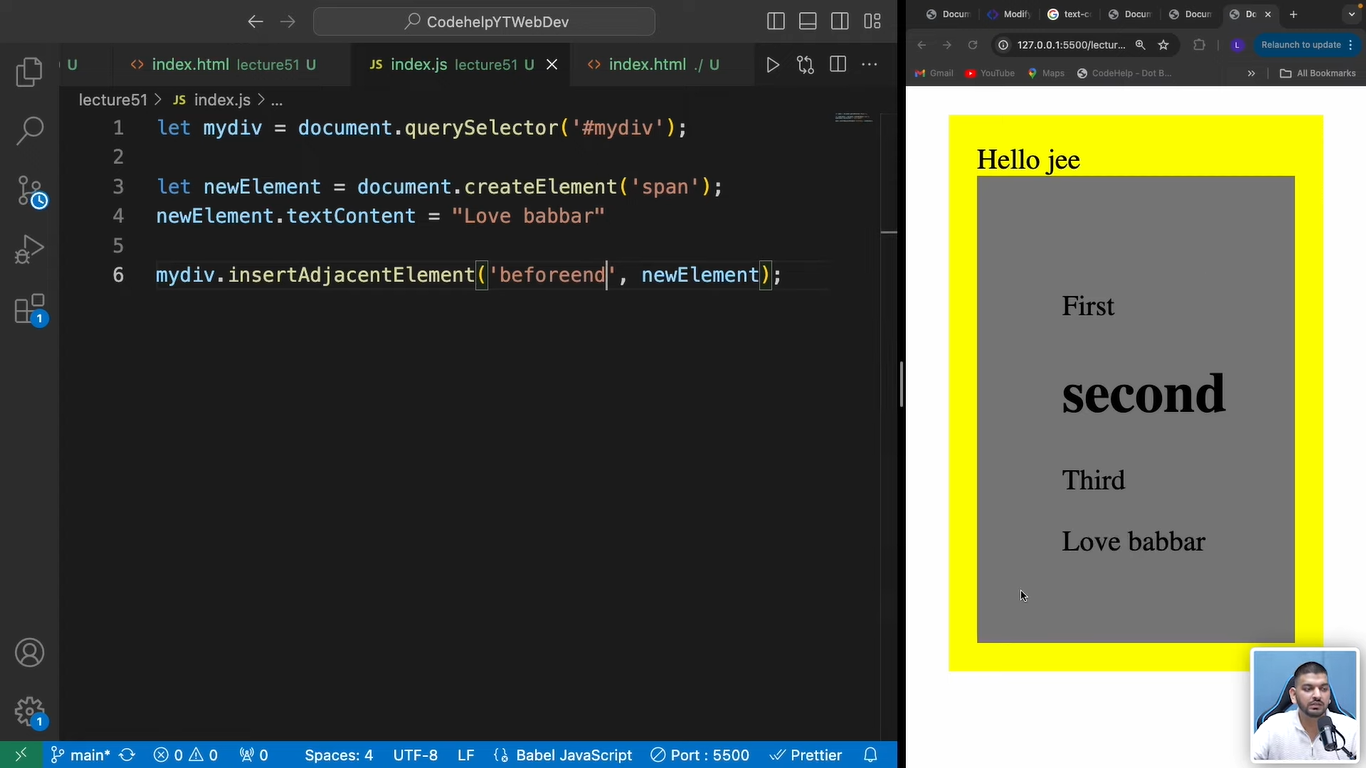 CodehelpYTWebDev
U
index.html lecture51 U
JS index.js lecture51 U
index.html ./ U
lecture51 > JS index.js > ...
1 let mydiv = document.querySelector('#mydiv');
2
3 let newElement = document.createElement('span');
4 newElement.textContent = "Love babbar"
5
6 mydiv.insertAdjacentElement('beforeend', newElement);
1
1
main* 0 0 0 Spaces: 4 UTF-8 LF {} Babel JavaScript Port : 5500 Prettier
Docum Modify text-c Docum Docum Do
127.0.0.1:5500/lectur... L Relaunch to update
Gmail YouTube Maps CodeHelp - Dot B... All Bookmarks
Hello jee
First
second
Third
Love babbar